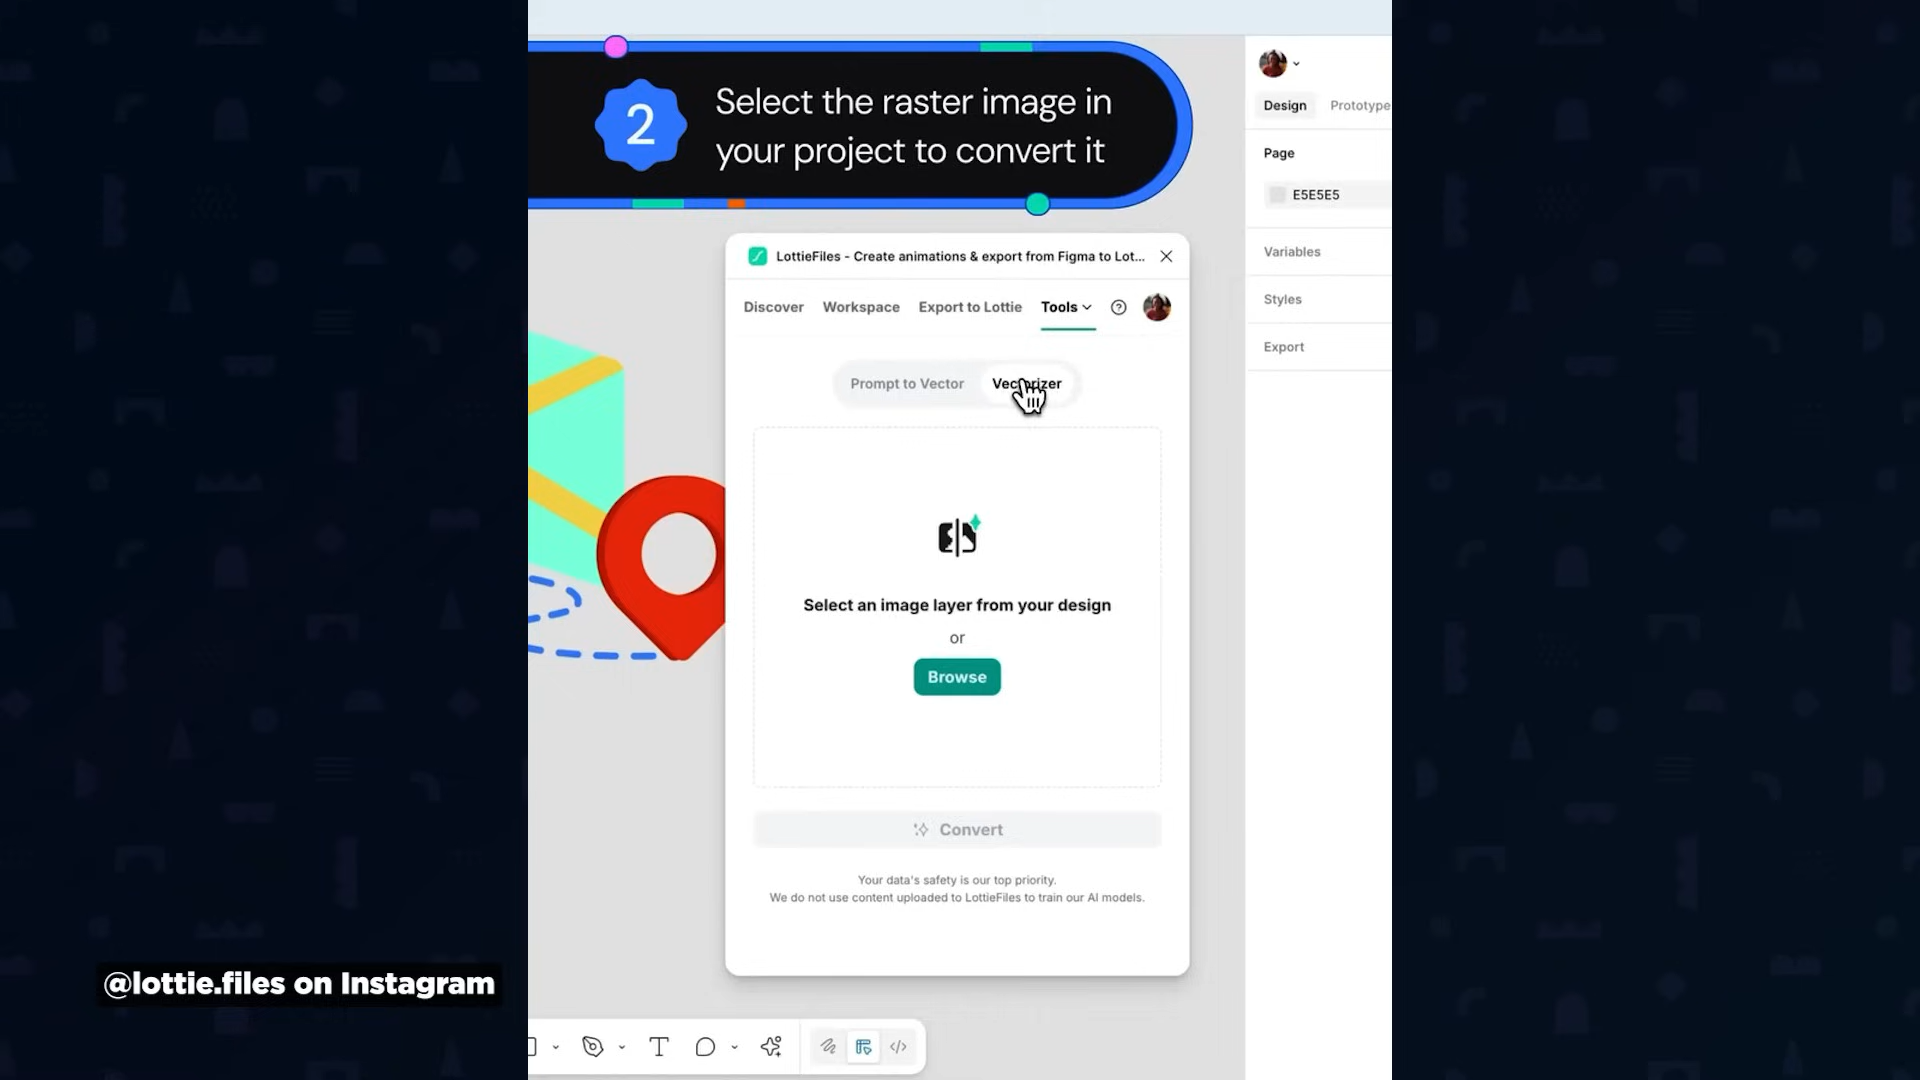 2
Select the raster image in
your project to convert it
Design Prototype
Page
E5E5E5
Variables
Styles
Export
LottieFiles - Create animations & export from Figma to Lot...
Discover Workspace Export to Lottie Tools
Prompt to Vector Vectorizer
Select an image layer from your design
or
Browse
Convert
Your data's safety is our top priority.
We do not use content uploaded to LottieFiles to train our AI models.
@lottie.files on Instagram